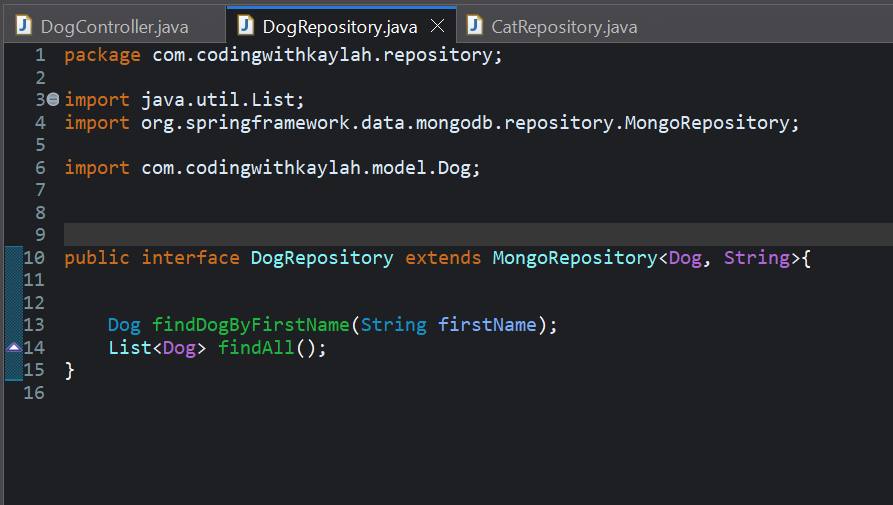 DogController.java DogRepository.java CatRepository.java
1 package com.codingwithkaylah.repository;
2
3 import java.util.List;
4 import org.springframework.data.mongodb.repository.MongoRepository;
5
6 import com.codingwithkaylah.model.Dog;
7
8
9
10 public interface DogRepository extends MongoRepository<Dog, String>{
11
12
13     Dog findDogByFirstName(String firstName);
14     List<Dog> findAll();
15 }
16